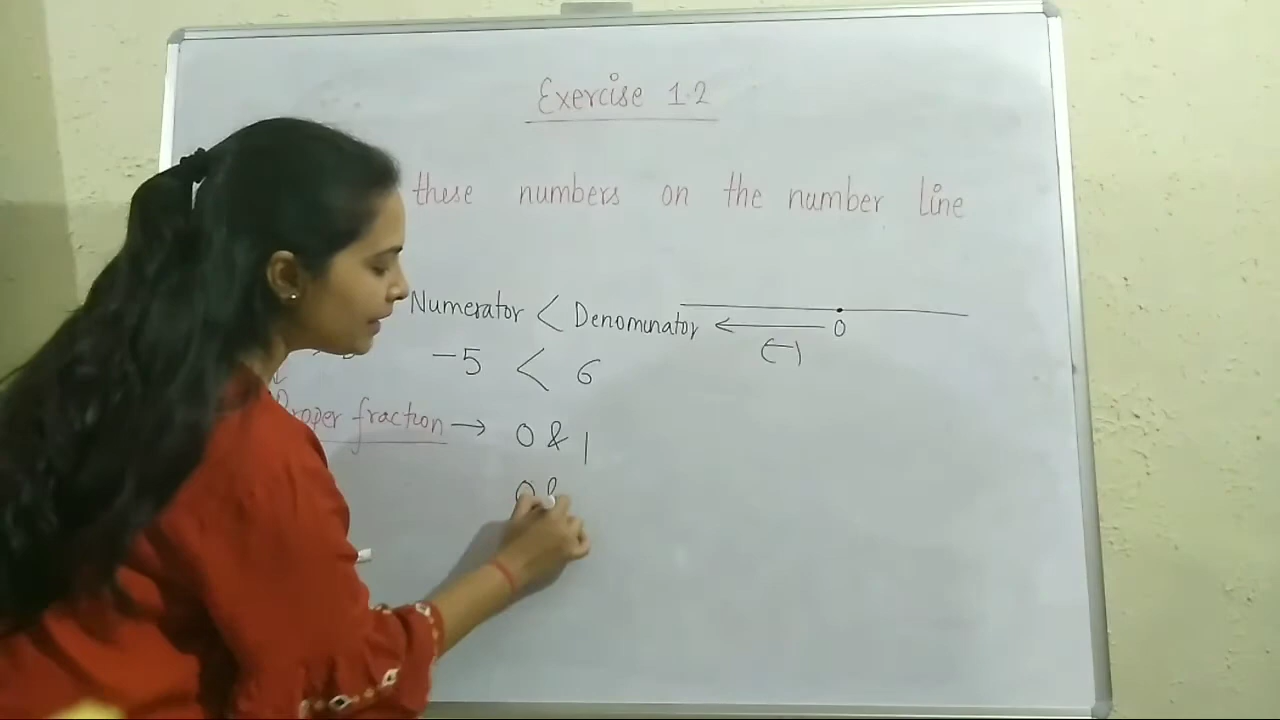 Exercise 1.2
these numbers on the number line
Numerator < Denominator ← 0
(-)
-5 < 6
Proper fraction → 0 & 1
0 &